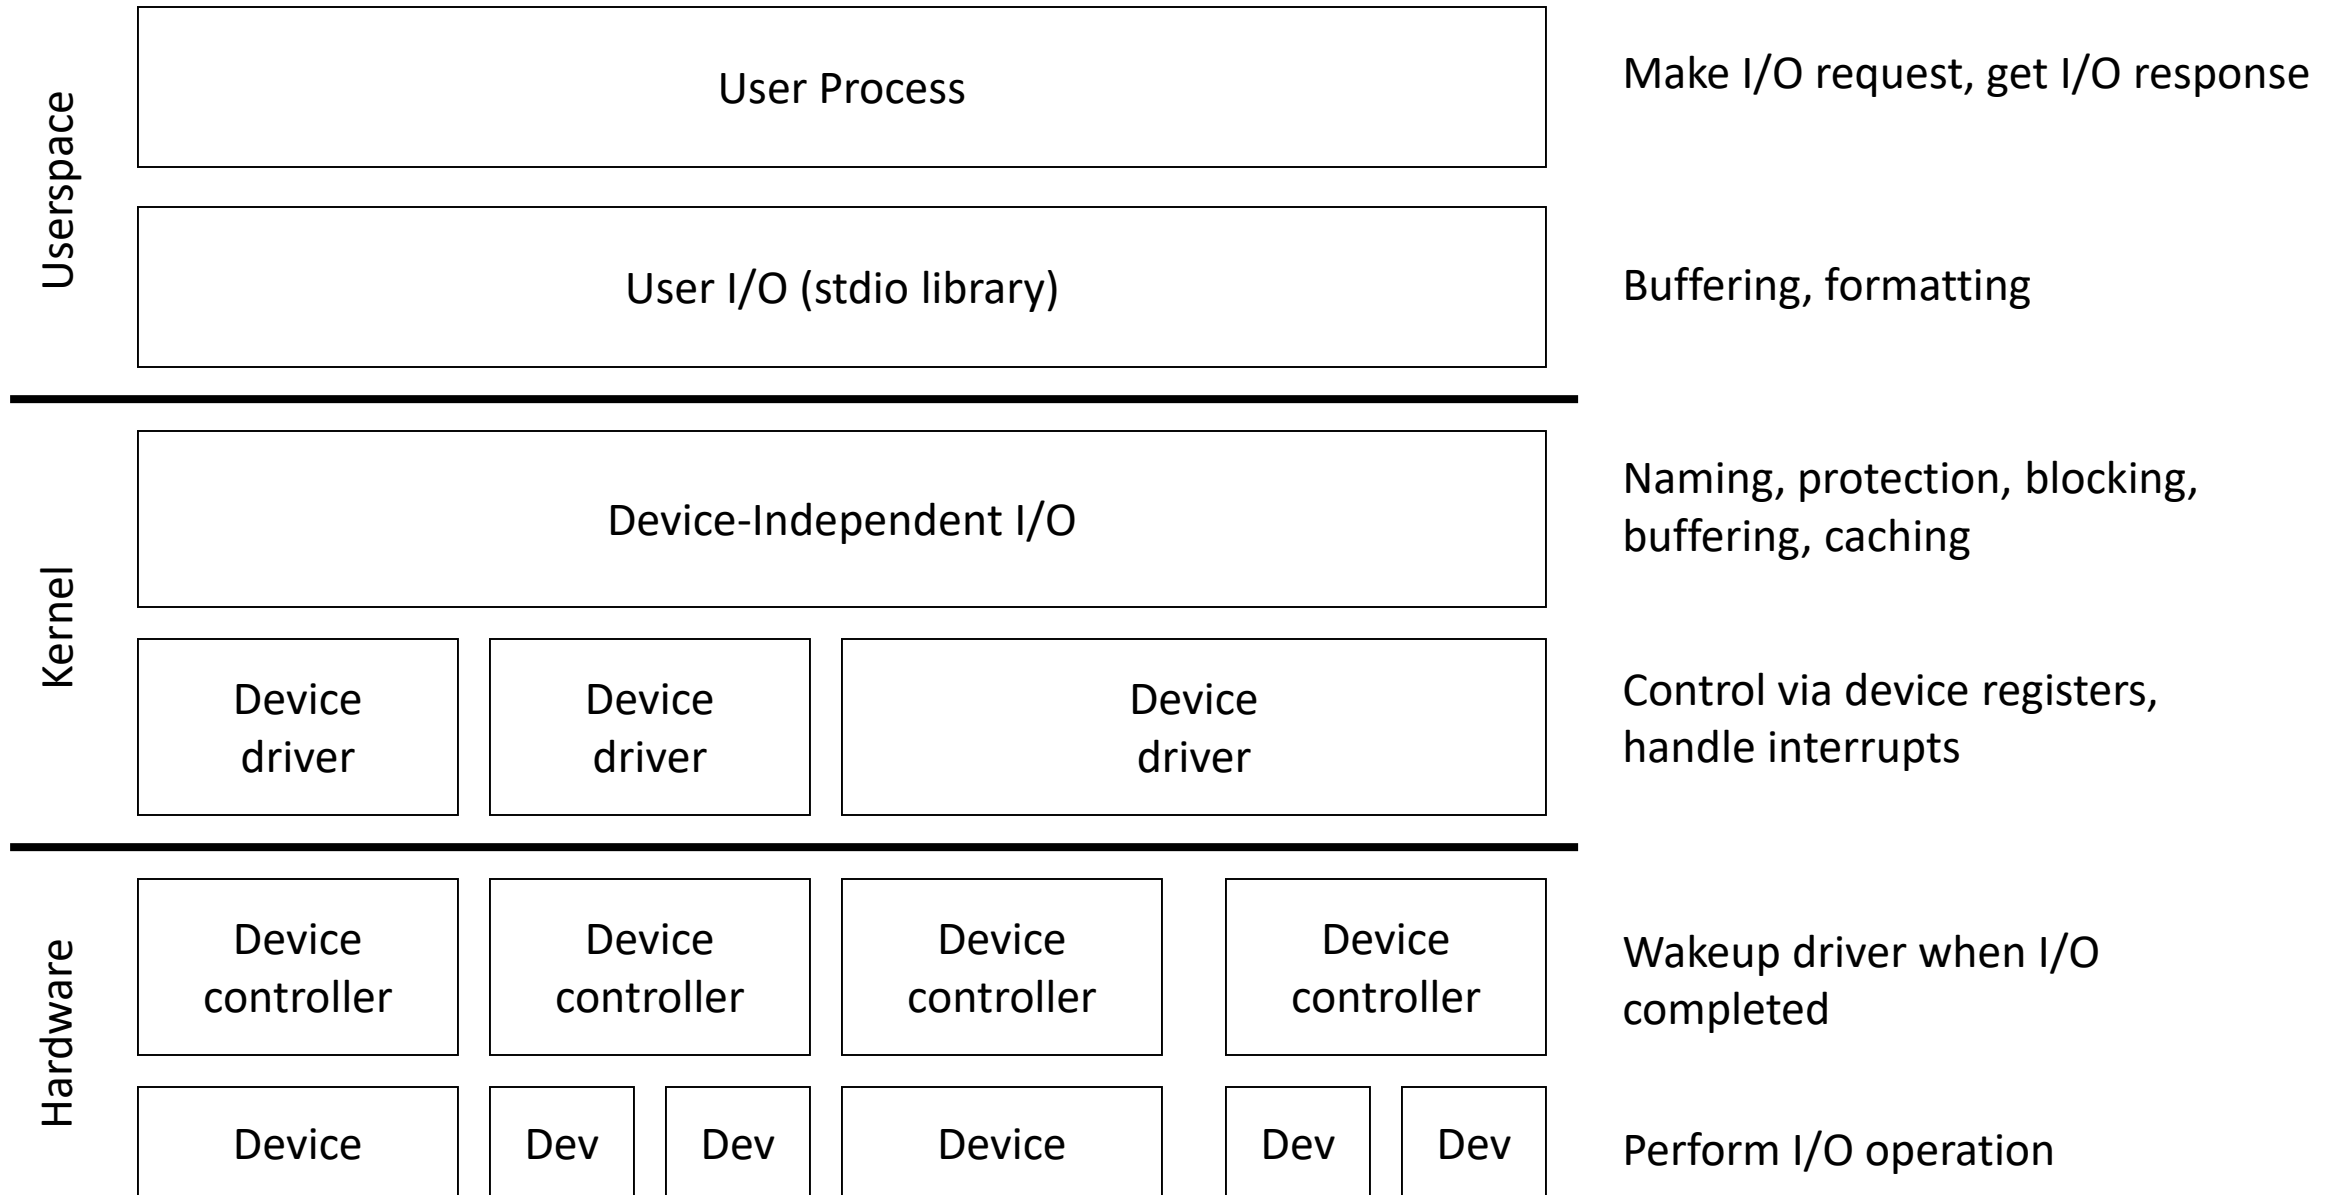 Userspace
User Process
Make I/O request, get I/O response
User I/O (stdio library)
Buffering, formatting
Kernel
Device-Independent I/O
Naming, protection, blocking,
buffering, caching
Device
driver
Device
driver
Device
driver
Control via device registers,
handle interrupts
Hardware
Device
controller
Device
controller
Device
controller
Device
controller
Wakeup driver when I/O
completed
Device
Dev
Dev
Device
Dev
Dev
Perform I/O operation